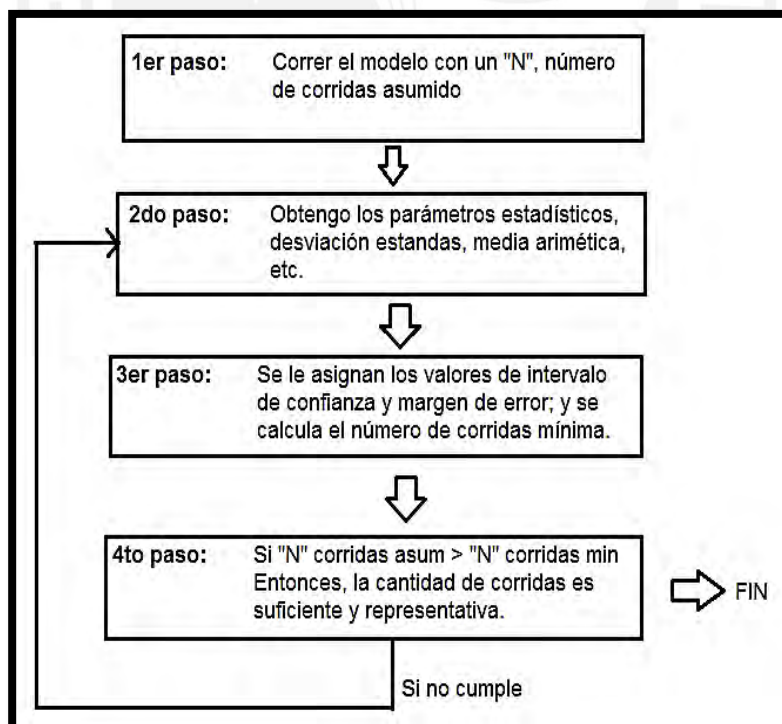 1er paso: Correr el modelo con un "N", número
de corridas asumido
2do paso: Obtengo los parámetros estadísticos,
desviación estandas, media arimética,
etc.
3er paso: Se le asignan los valores de intervalo
de confianza y margen de error; y se
calcula el número de corridas mínima.
4to paso: Si "N" corridas asum > "N" corridas min
Entonces, la cantidad de corridas es
suficiente y representativa.
FIN
Si no cumple